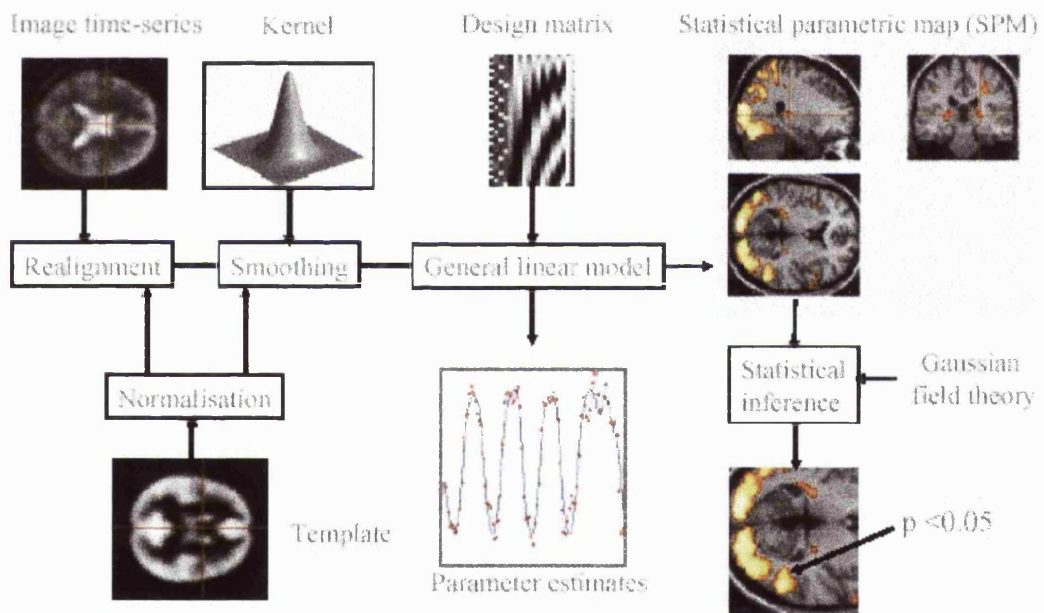 Image time-series
Kernel
Design matrix
Statistical parametric map (SPM)
Realignment
Smoothing
General linear model
Normalisation
Statistical
inference
Gaussian
field theory
Template
Parameter estimates
p <0.05